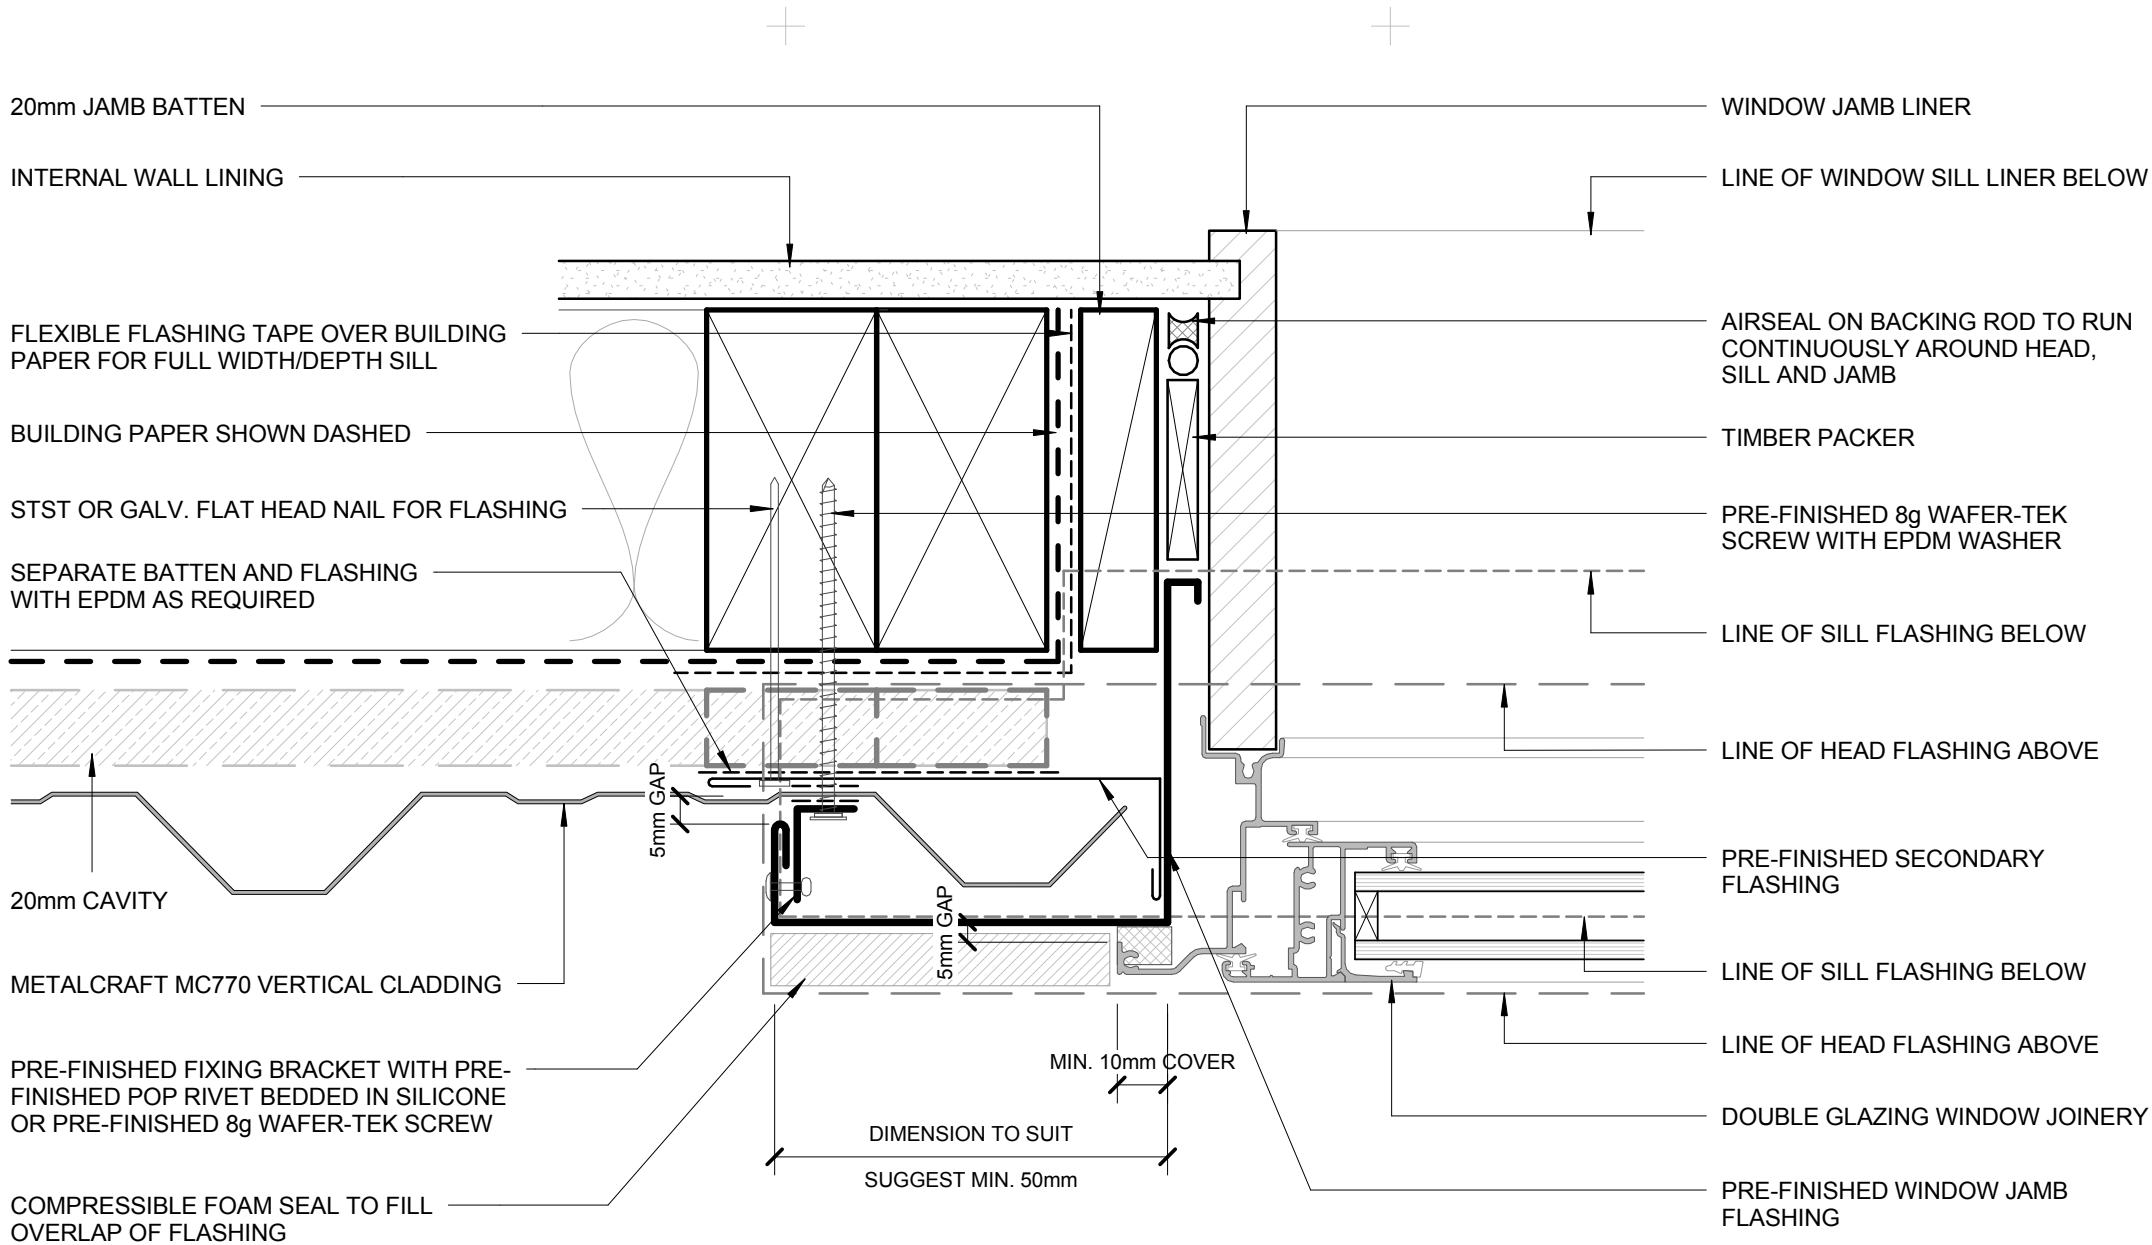 20mm JAMB BATTEN
INTERNAL WALL LINING
FLEXIBLE FLASHING TAPE OVER BUILDING
PAPER FOR FULL WIDTH/DEPTH SILL
BUILDING PAPER SHOWN DASHED
STST OR GALV. FLAT HEAD NAIL FOR FLASHING
SEPARATE BATTEN AND FLASHING
WITH EPDM AS REQUIRED
20mm CAVITY
METALCRAFT MC770 VERTICAL CLADDING
PRE-FINISHED FIXING BRACKET WITH PRE-
FINISHED POP RIVET BEDDED IN SILICONE
OR PRE-FINISHED 8g WAFER-TEK SCREW
COMPRESSIBLE FOAM SEAL TO FILL
OVERLAP OF FLASHING
5mm GAP
5mm GAP
MIN. 10mm COVER
DIMENSION TO SUIT
SUGGEST MIN. 50mm
WINDOW JAMB LINER
LINE OF WINDOW SILL LINER BELOW
AIRSEAL ON BACKING ROD TO RUN
CONTINUOUSLY AROUND HEAD,
SILL AND JAMB
TIMBER PACKER
PRE-FINISHED 8g WAFER-TEK
SCREW WITH EPDM WASHER
LINE OF SILL FLASHING BELOW
LINE OF HEAD FLASHING ABOVE
PRE-FINISHED SECONDARY
FLASHING
LINE OF SILL FLASHING BELOW
LINE OF HEAD FLASHING ABOVE
DOUBLE GLAZING WINDOW JOINERY
PRE-FINISHED WINDOW JAMB
FLASHING